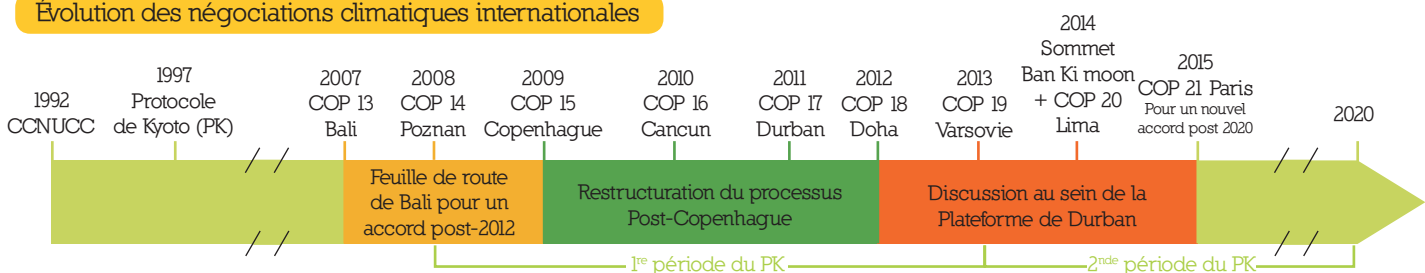 Évolution des négociations climatiques internationales
1992
CCNUCC
1997
Protocole
de Kyoto (PK)
2007
COP 13
Bali
2008
COP 14
Poznan
2009
COP 15
Copenhague
2010
COP 16
Cancun
2011
COP 17
Durban
2012
COP 18
Doha
2013
COP 19
Varsovie
2014
Sommet
Ban Ki moon
+ COP 20
Lima
2015
COP 21 Paris
Pour un nouvel
accord post 2020
2020
Feuille de route
de Bali pour un
accord post-2012
Restructuration du processus
Post-Copenhague
Discussion au sein de la
Plateforme de Durban
1re période du PK
2nde période du PK